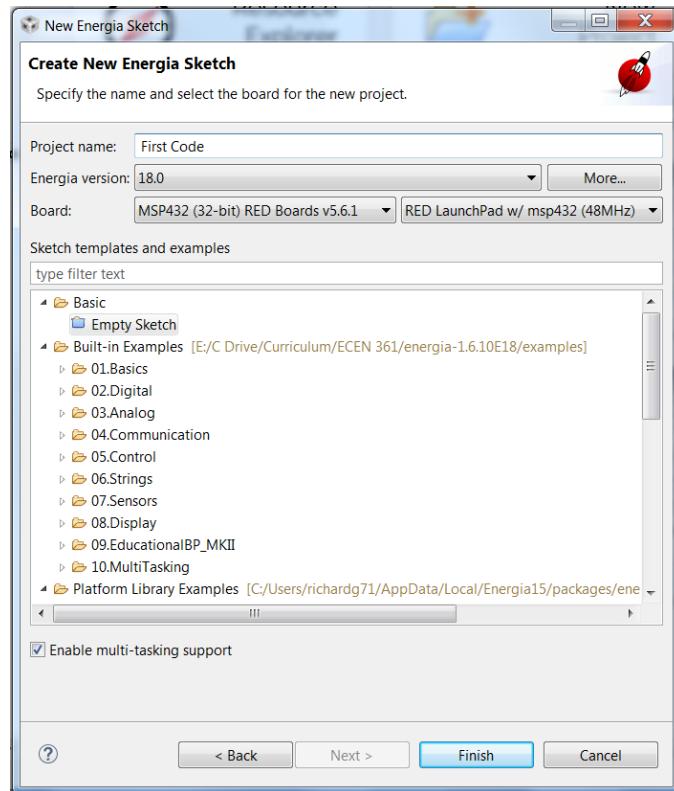 New Energia Sketch
Create New Energia Sketch
Specify the name and select the board for the new project.
Project name: First Code
Energia version: 18.0 More...
Board: MSP432 (32-bit) RED Boards v5.6.1 RED LaunchPad w/ msp432 (48MHz)
Sketch templates and examples
type filter text
Basic
Empty Sketch
Built-in Examples [E:/C Drive/Curriculum/ECEN 361/energia-1.6.10E18/examples]
01.Basics
02.Digital
03.Analog
04.Communication
05.Control
06.Strings
07.Sensors
08.Display
09.EducationalBP_MKII
10.MultiTasking
Platform Library Examples [C:/Users/richardg71/AppData/Local/Energia15/packages/ene
Enable multi-tasking support
? < Back Next > Finish Cancel